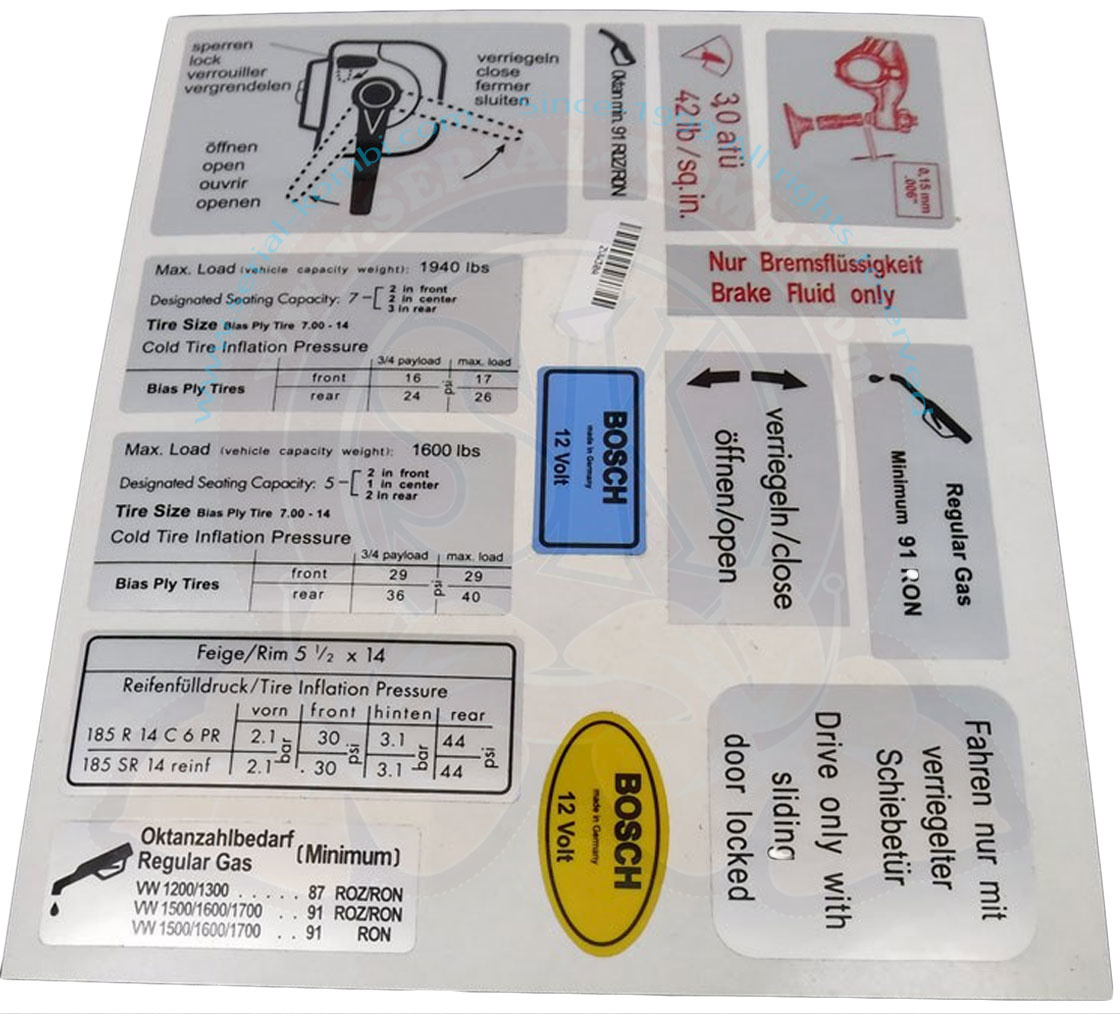 sperren
lock
verrouiller
vergrendelen
verriegeln
close
fermer
sluiten
öffnen
open
ouvrir
openen
Oktan min. 91 ROZ/RON
3,0 atü
42 lb/sq.in.
0,15 mm
.006"
Max. Load (vehicle capacity weight): 1940 lbs
Designated Seating Capacity: 7 – 2 in front
2 in center
3 in rear
Tire Size Bias Ply Tire 7.00 - 14
Cold Tire Inflation Pressure
3/4 payload max. load
Bias Ply Tires front 16 psi 17
rear 24 26
Nur Bremsflüssigkeit
Brake Fluid only
BOSCH
made in Germany
12 Volt
verriegeln/close
öffnen/open
Regular Gas
Minimum 91 RON
Max. Load (vehicle capacity weight): 1600 lbs
Designated Seating Capacity: 5 – 2 in front
1 in center
2 in rear
Tire Size Bias Ply Tire 7.00 - 14
Cold Tire Inflation Pressure
3/4 payload max. load
Bias Ply Tires front 29 psi 29
rear 36 40
Feige/Rim 5 1/2 x 14
Reifenfülldruck/Tire Inflation Pressure
vorn front hinten rear
185 R 14 C 6 PR 2.1 bar 30 psi 3.1 bar 44 psi
185 SR 14 reinf 2.1 . 30 3.1 44
BOSCH
made in Germany
12 Volt
Fahren nur mit
verriegelter
Schiebetür
Drive only with
sliding
door locked
Oktanzahlbedarf
Regular Gas (Minimum)
VW 1200/1300 . . . . . . 87 ROZ/RON
VW 1500/1600/1700 . . 91 ROZ/RON
VW 1500/1600/1700 . . 91 RON